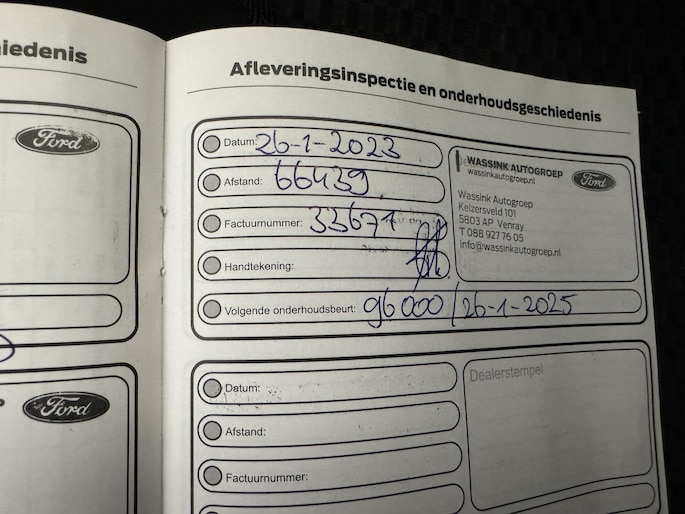 iedenis
Ford
Ford
Afleveringsinspectie en onderhoudsgeschiedenis
Datum: 26-1-2023
Afstand: 66439
Factuurnummer: 33671
Handtekening:
WASSINK AUTOGROEP
wassinkautogroep.nl
Ford
Wassink Autogroep
Keizersveld 101
5803 AP Venray
T 088 927 76 05
info@wassinkautogroep.nl
Volgende onderhoudsbeurt: 96000/26-1-2025
Datum:
Afstand:
Factuurnummer:
Dealerstempel